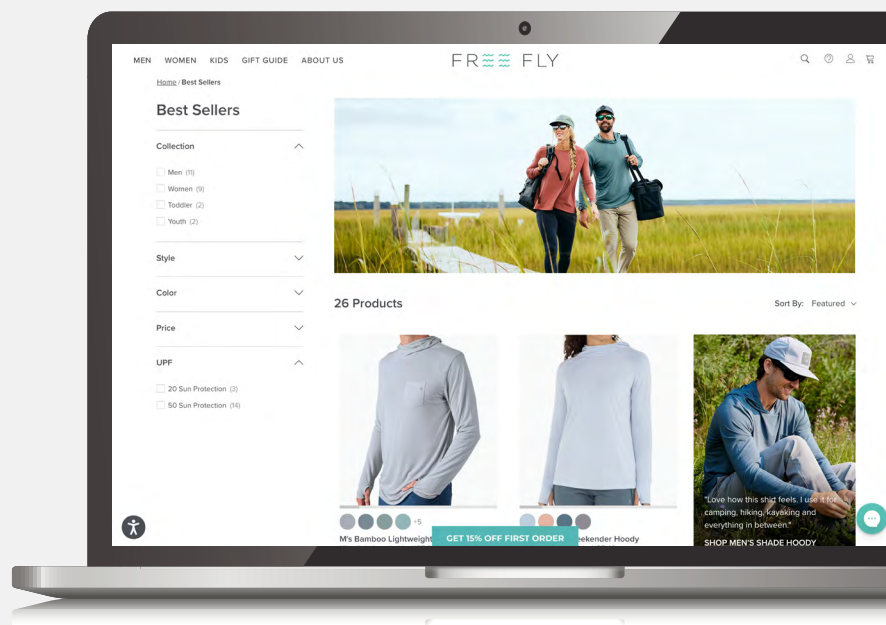 MEN WOMEN KIDS GIFT GUIDE ABOUT US
FREE FLY
Home / Best Sellers
Best Sellers
Collection
Men (11)
Women (9)
Toddler (2)
Youth (2)
Style
Color
Price
UPF
20 Sun Protection (3)
50 Sun Protection (14)
26 Products
Sort By: Featured
+5
M's Bamboo Lightweight
eekender Hoody
GET 15% OFF FIRST ORDER
"Love how this shirt feels. I use it for
camping, hiking, kayaking and
everything in between."
SHOP MEN'S SHADE HOODY